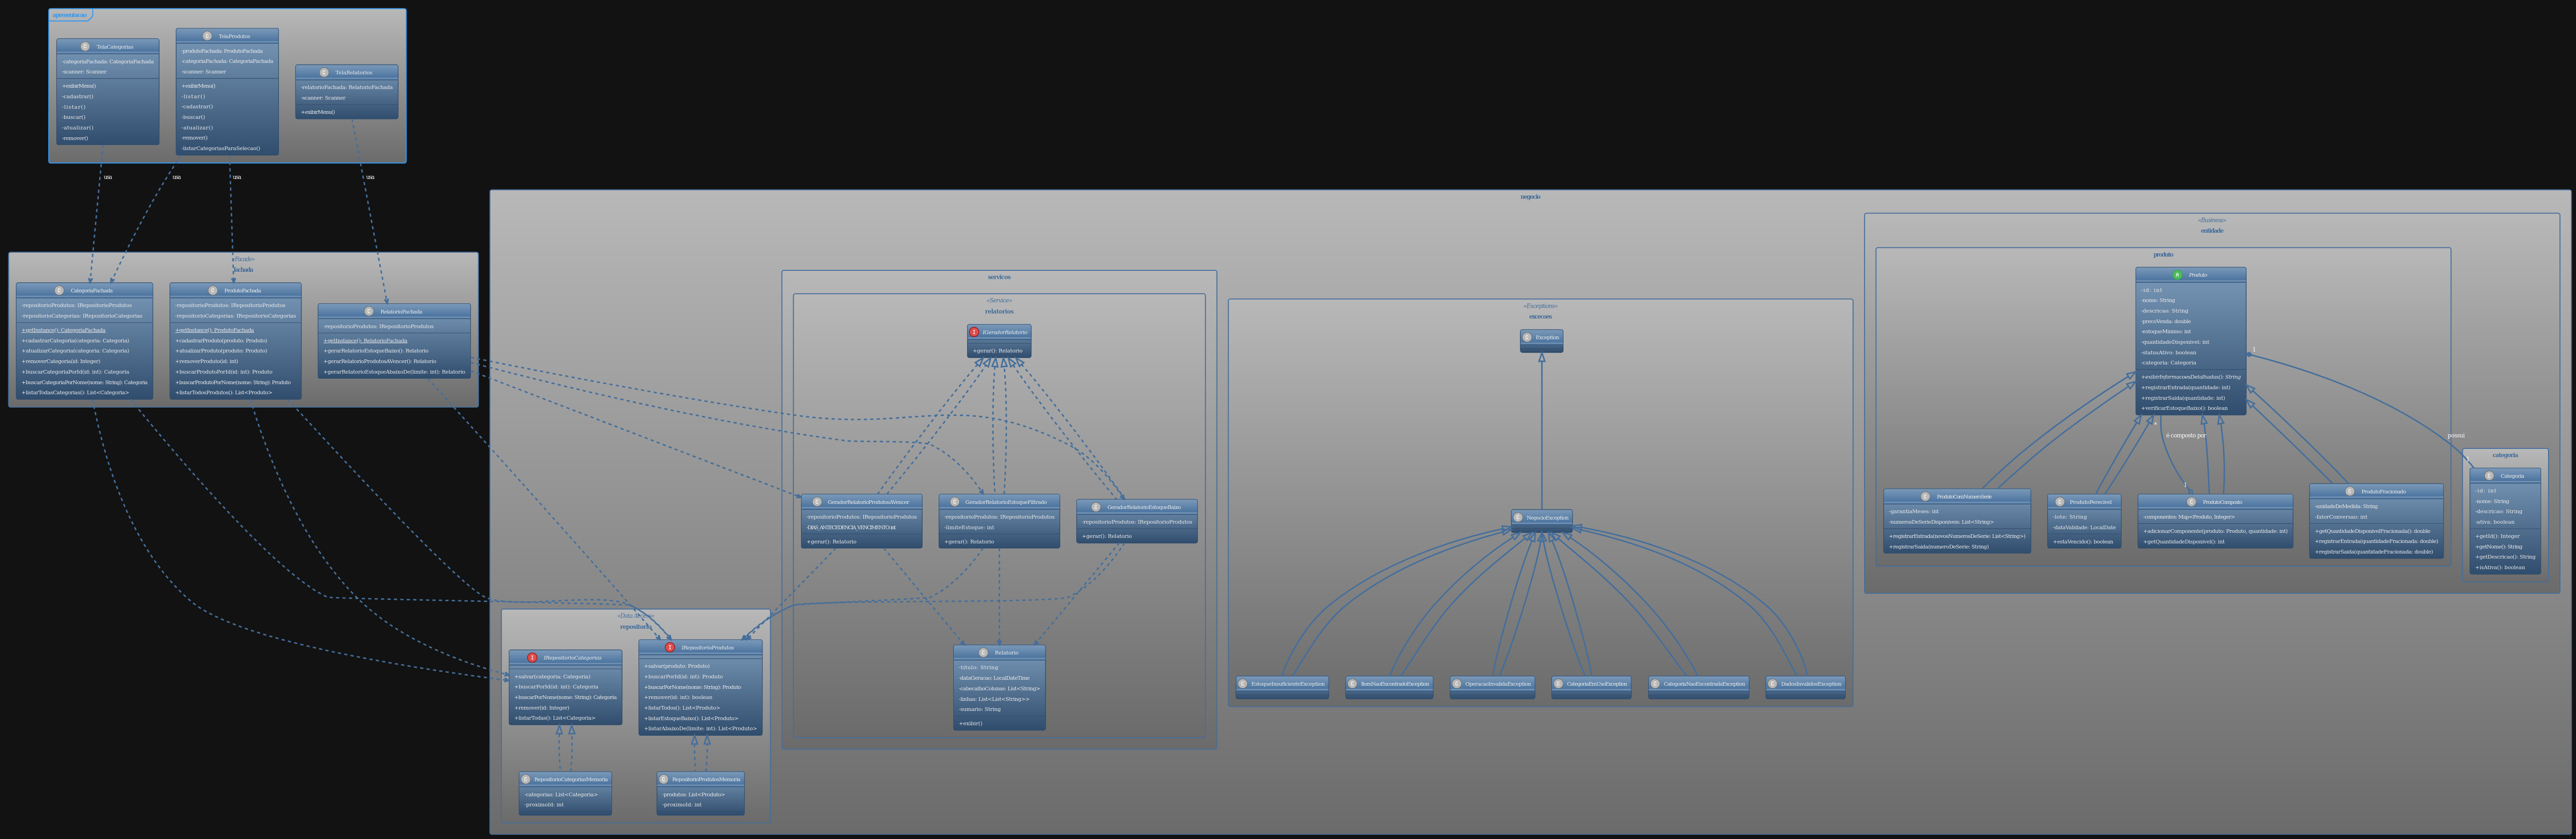 apresentacao
TelaCategorias
-categoriaFachada: CategoriaFachada
-scanner: Scanner
+exibirMenu()
-cadastrar()
-listar()
-buscar()
-atualizar()
-remover()
TelaProdutos
-produtoFachada: ProdutoFachada
-categoriaFachada: CategoriaFachada
-scanner: Scanner
+exibirMenu()
-listar()
-cadastrar()
-buscar()
-atualizar()
-remover()
-listarCategoriasParaSelecao()
TelaRelatorios
-relatorioFachada: RelatorioFachada
-scanner: Scanner
+exibirMenu()
usa
usa
usa
usa
«Facade»
fachada
CategoriaFachada
-repositorioProdutos: IRepositorioProdutos
-repositorioCategorias: IRepositorioCategorias
+getInstance(): CategoriaFachada
+cadastrarCategoria(categoria: Categoria)
+atualizarCategoria(categoria: Categoria)
+removerCategoria(id: Integer)
+buscarCategoriaPorId(id: int): Categoria
+buscarCategoriaPorNome(nome: String): Categoria
+listarTodasCategorias(): List<Categoria>
ProdutoFachada
-repositorioProdutos: IRepositorioProdutos
-repositorioCategorias: IRepositorioCategorias
+getInstance(): ProdutoFachada
+cadastrarProduto(produto: Produto)
+atualizarProduto(produto: Produto)
+removerProduto(id: int)
+buscarProdutoPorId(id: int): Produto
+buscarProdutoPorNome(nome: String): Produto
+listarTodosProdutos(): List<Produto>
RelatorioFachada
-repositorioProdutos: IRepositorioProdutos
+getInstance(): RelatorioFachada
+gerarRelatorioEstoqueBaixo(): Relatorio
+gerarRelatorioProdutosAVencer(): Relatorio
+gerarRelatorioEstoqueAbaixoDe(limite: int): Relatorio
negocio
servicos
«Service»
relatorios
IGeradorRelatorio
+gerar(): Relatorio
GeradorRelatorioProdutosAVencer
-repositorioProdutos: IRepositorioProdutos
-DIAS_ANTECEDENCIA_VENCIMENTO: int
+gerar(): Relatorio
GeradorRelatorioEstoqueFiltrado
-repositorioProdutos: IRepositorioProdutos
-limiteEstoque: int
+gerar(): Relatorio
GeradorRelatorioEstoqueBaixo
-repositorioProdutos: IRepositorioProdutos
+gerar(): Relatorio
Relatorio
-titulo: String
-dataGeracao: LocalDateTime
-cabecalhoColunas: List<String>
-linhas: List<List<String>>
-sumario: String
+exibir()
repositorio
IRepositorioCategorias
+salvar(categoria: Categoria)
+buscarPorId(id: int): Categoria
+buscarPorNome(nome: String): Categoria
+remover(id: Integer)
+listarTodas(): List<Categoria>
IRepositorioProdutos
+salvar(produto: Produto)
+buscarPorId(id: int): Produto
+buscarPorNome(nome: String): Produto
+remover(id: int): boolean
+listarTodos(): List<Produto>
+listarEstoqueBaixo(): List<Produto>
+listarAbaixoDe(limite: int): List<Produto>
RepositorioCategoriasMemoria
-categorias: List<Categoria>
-proximoId: int
RepositorioProdutosMemoria
-produtos: List<Produto>
-proximoId: int
«Exceptions»
excecoes
Exception
NegocioException
EstoqueInsuficienteException
ItemNaoEncontradoException
OperacaoInvalidaException
CategoriaEmUsoException
CategoriaNaoEncontradaException
DadosInvalidosException
«Business»
entidade
produto
Produto
-id: int
-nome: String
-descricao: String
-precoVenda: double
-estoqueMinimo: int
-quantidadeDisponivel: int
-statusAtivo: boolean
-categoria: Categoria
+exibirInformacoesDetalhadas(): String
+registrarEntrada(quantidade: int)
+registrarSaida(quantidade: int)
+verificarEstoqueBaixo(): boolean
é composto por
1
1
possui
ProdutoComNumeroSerie
-garantiaMeses: int
-numerosDeSerieDisponiveis: List<String>
+registrarEntrada(novosNumerosDeSerie: List<String>)
+registrarSaida(numeroDeSerie: String)
ProdutoPerecivel
-lote: String
-dataValidade: LocalDate
+estaVencido(): boolean
ProdutoComposto
-componentes: Map<Produto, Integer>
+adicionarComponente(produto: Produto, quantidade: int)
+getQuantidadeDisponivel(): int
ProdutoFracionado
-unidadeDeMedida: String
-fatorConversao: int
+getQuantidadeDisponivelFracionada(): double
+registrarEntrada(quantidadeFracionada: double)
+registrarSaida(quantidadeFracionada: double)
categoria
Categoria
-id: int
-nome: String
-descricao: String
-ativa: boolean
+getId(): Integer
+getNome(): String
+getDescricao(): String
+isAtiva(): boolean